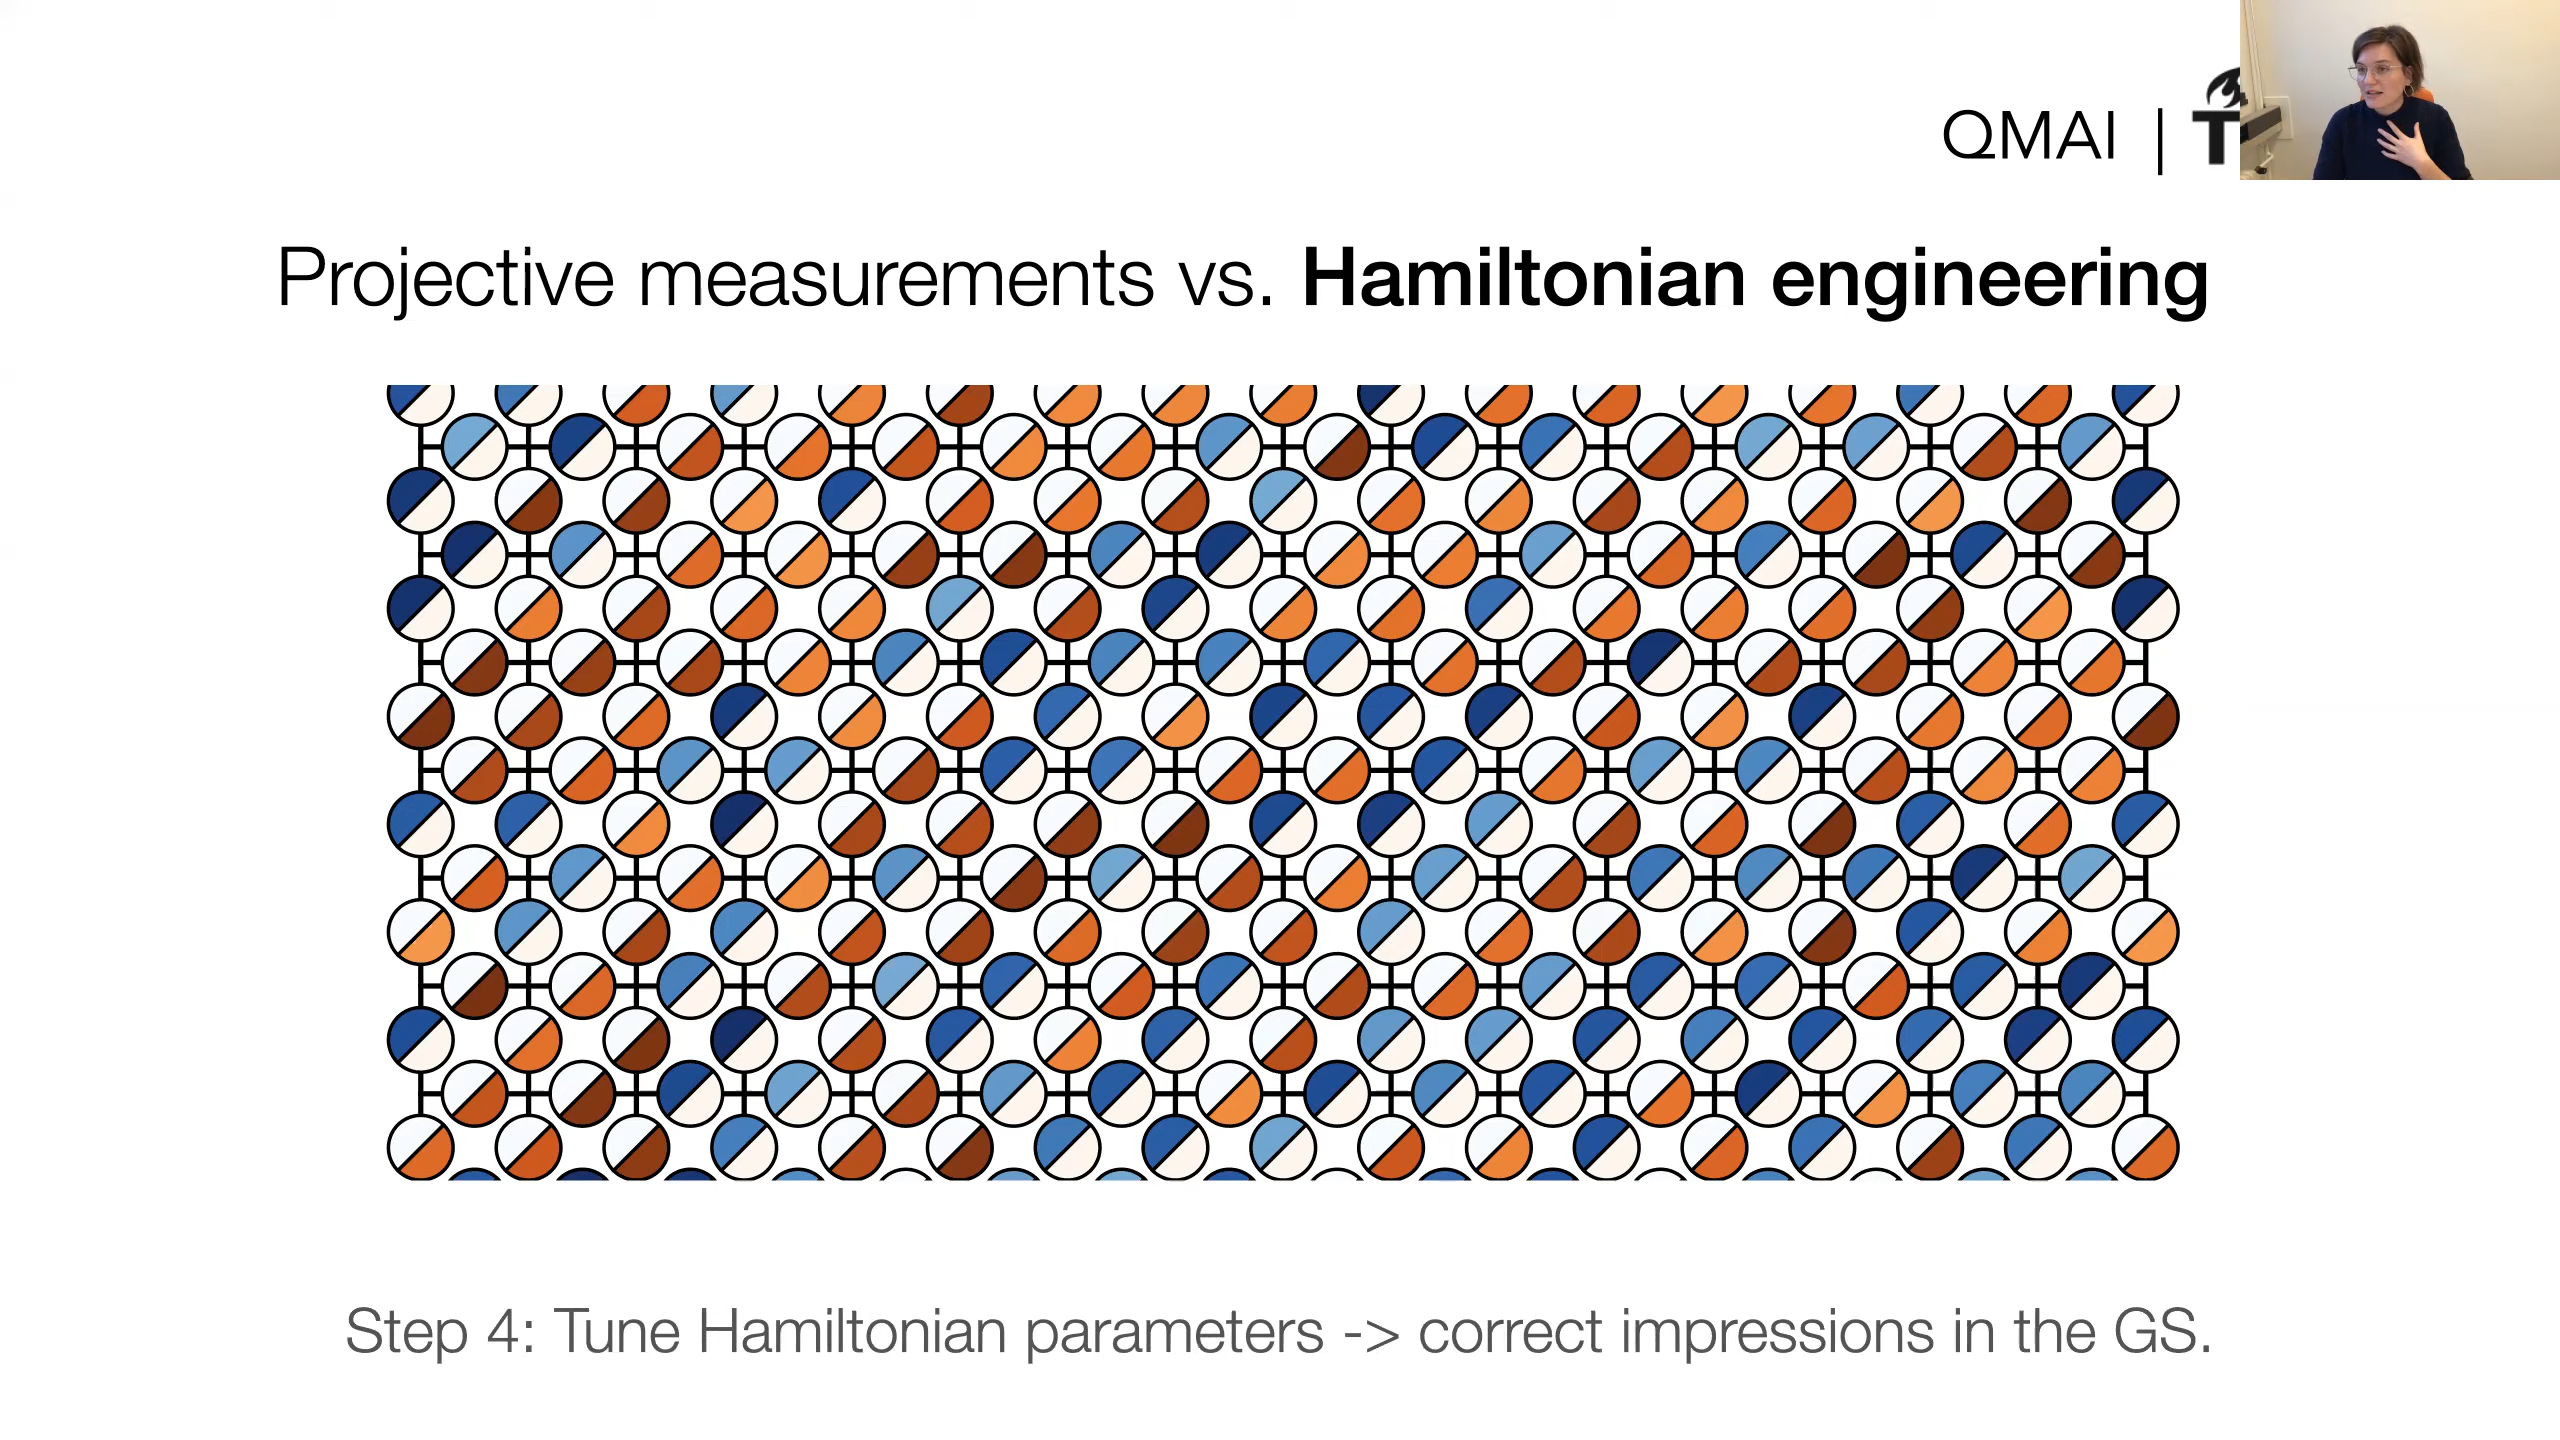 QMAI | T
Projective measurements vs. Hamiltonian engineering
Step 4: Tune Hamiltonian parameters -> correct impressions in the GS.